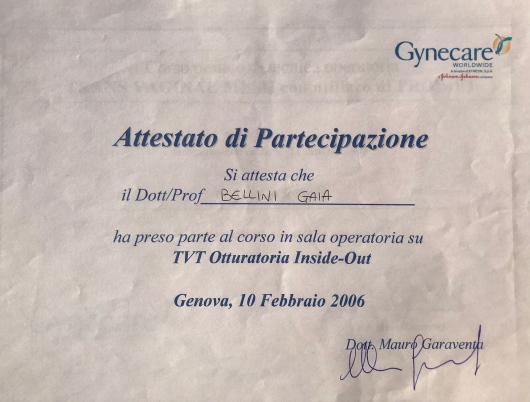 Gynecare
WORLDWIDE
Attestato di Partecipazione
Si attesta che
il Dott/Prof BELLINI GAIA
ha preso parte al corso in sala operatoria su
TVT Otturatoria Inside-Out
Genova, 10 Febbraio 2006
Dott. Mauro Garaventa